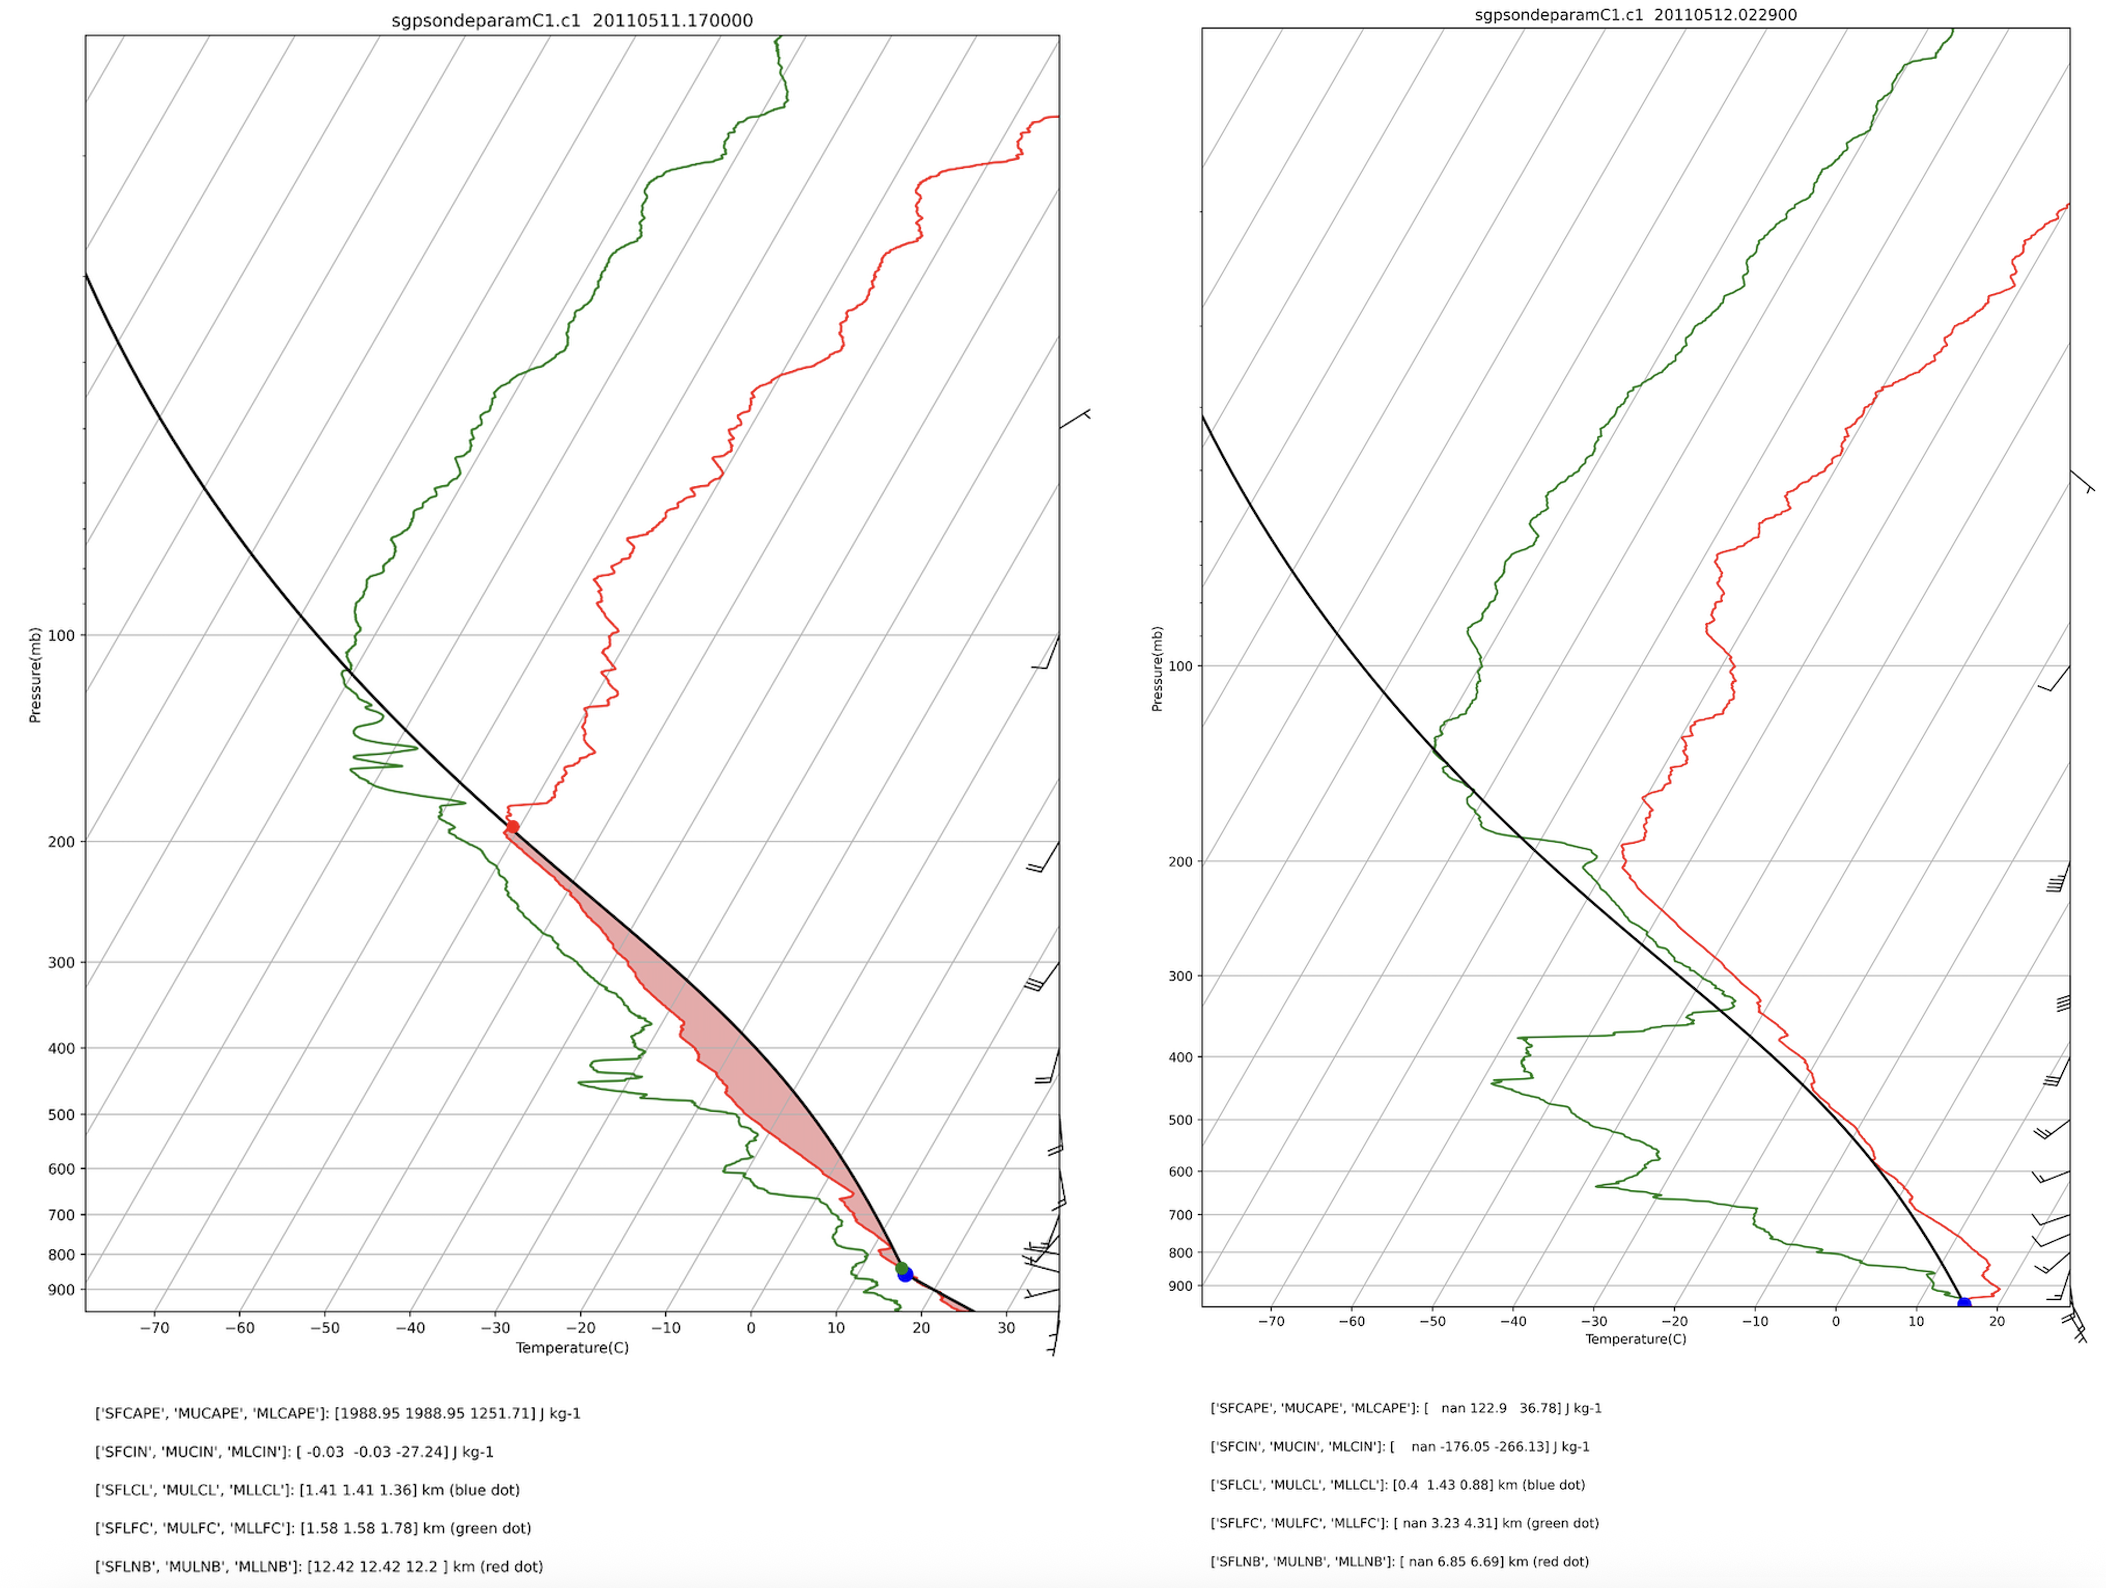 sgpsondeparamC1.c1  20110511.170000
Pressure(mb)
100
200
300
400
500
600
700
800
900
−70 −60 −50 −40 −30 −20 −10 0 10 20 30
Temperature(C)
['SFCAPE', 'MUCAPE', 'MLCAPE']: [1988.95 1988.95 1251.71] J kg-1
['SFCIN', 'MUCIN', 'MLCIN']: [ -0.03  -0.03 -27.24] J kg-1
['SFLCL', 'MULCL', 'MLLCL']: [1.41 1.41 1.36] km (blue dot)
['SFLFC', 'MULFC', 'MLLFC']: [1.58 1.58 1.78] km (green dot)
['SFLNB', 'MULNB', 'MLLNB']: [12.42 12.42 12.2 ] km (red dot)
sgpsondeparamC1.c1  20110512.022900
Pressure(mb)
100
200
300
400
500
600
700
800
900
−70 −60 −50 −40 −30 −20 −10 0 10 20
Temperature(C)
['SFCAPE', 'MUCAPE', 'MLCAPE']: [   nan 122.9   36.78] J kg-1
['SFCIN', 'MUCIN', 'MLCIN']: [    nan -176.05 -266.13] J kg-1
['SFLCL', 'MULCL', 'MLLCL']: [0.4  1.43 0.88] km (blue dot)
['SFLFC', 'MULFC', 'MLLFC']: [ nan 3.23 4.31] km (green dot)
['SFLNB', 'MULNB', 'MLLNB']: [ nan 6.85 6.69] km (red dot)